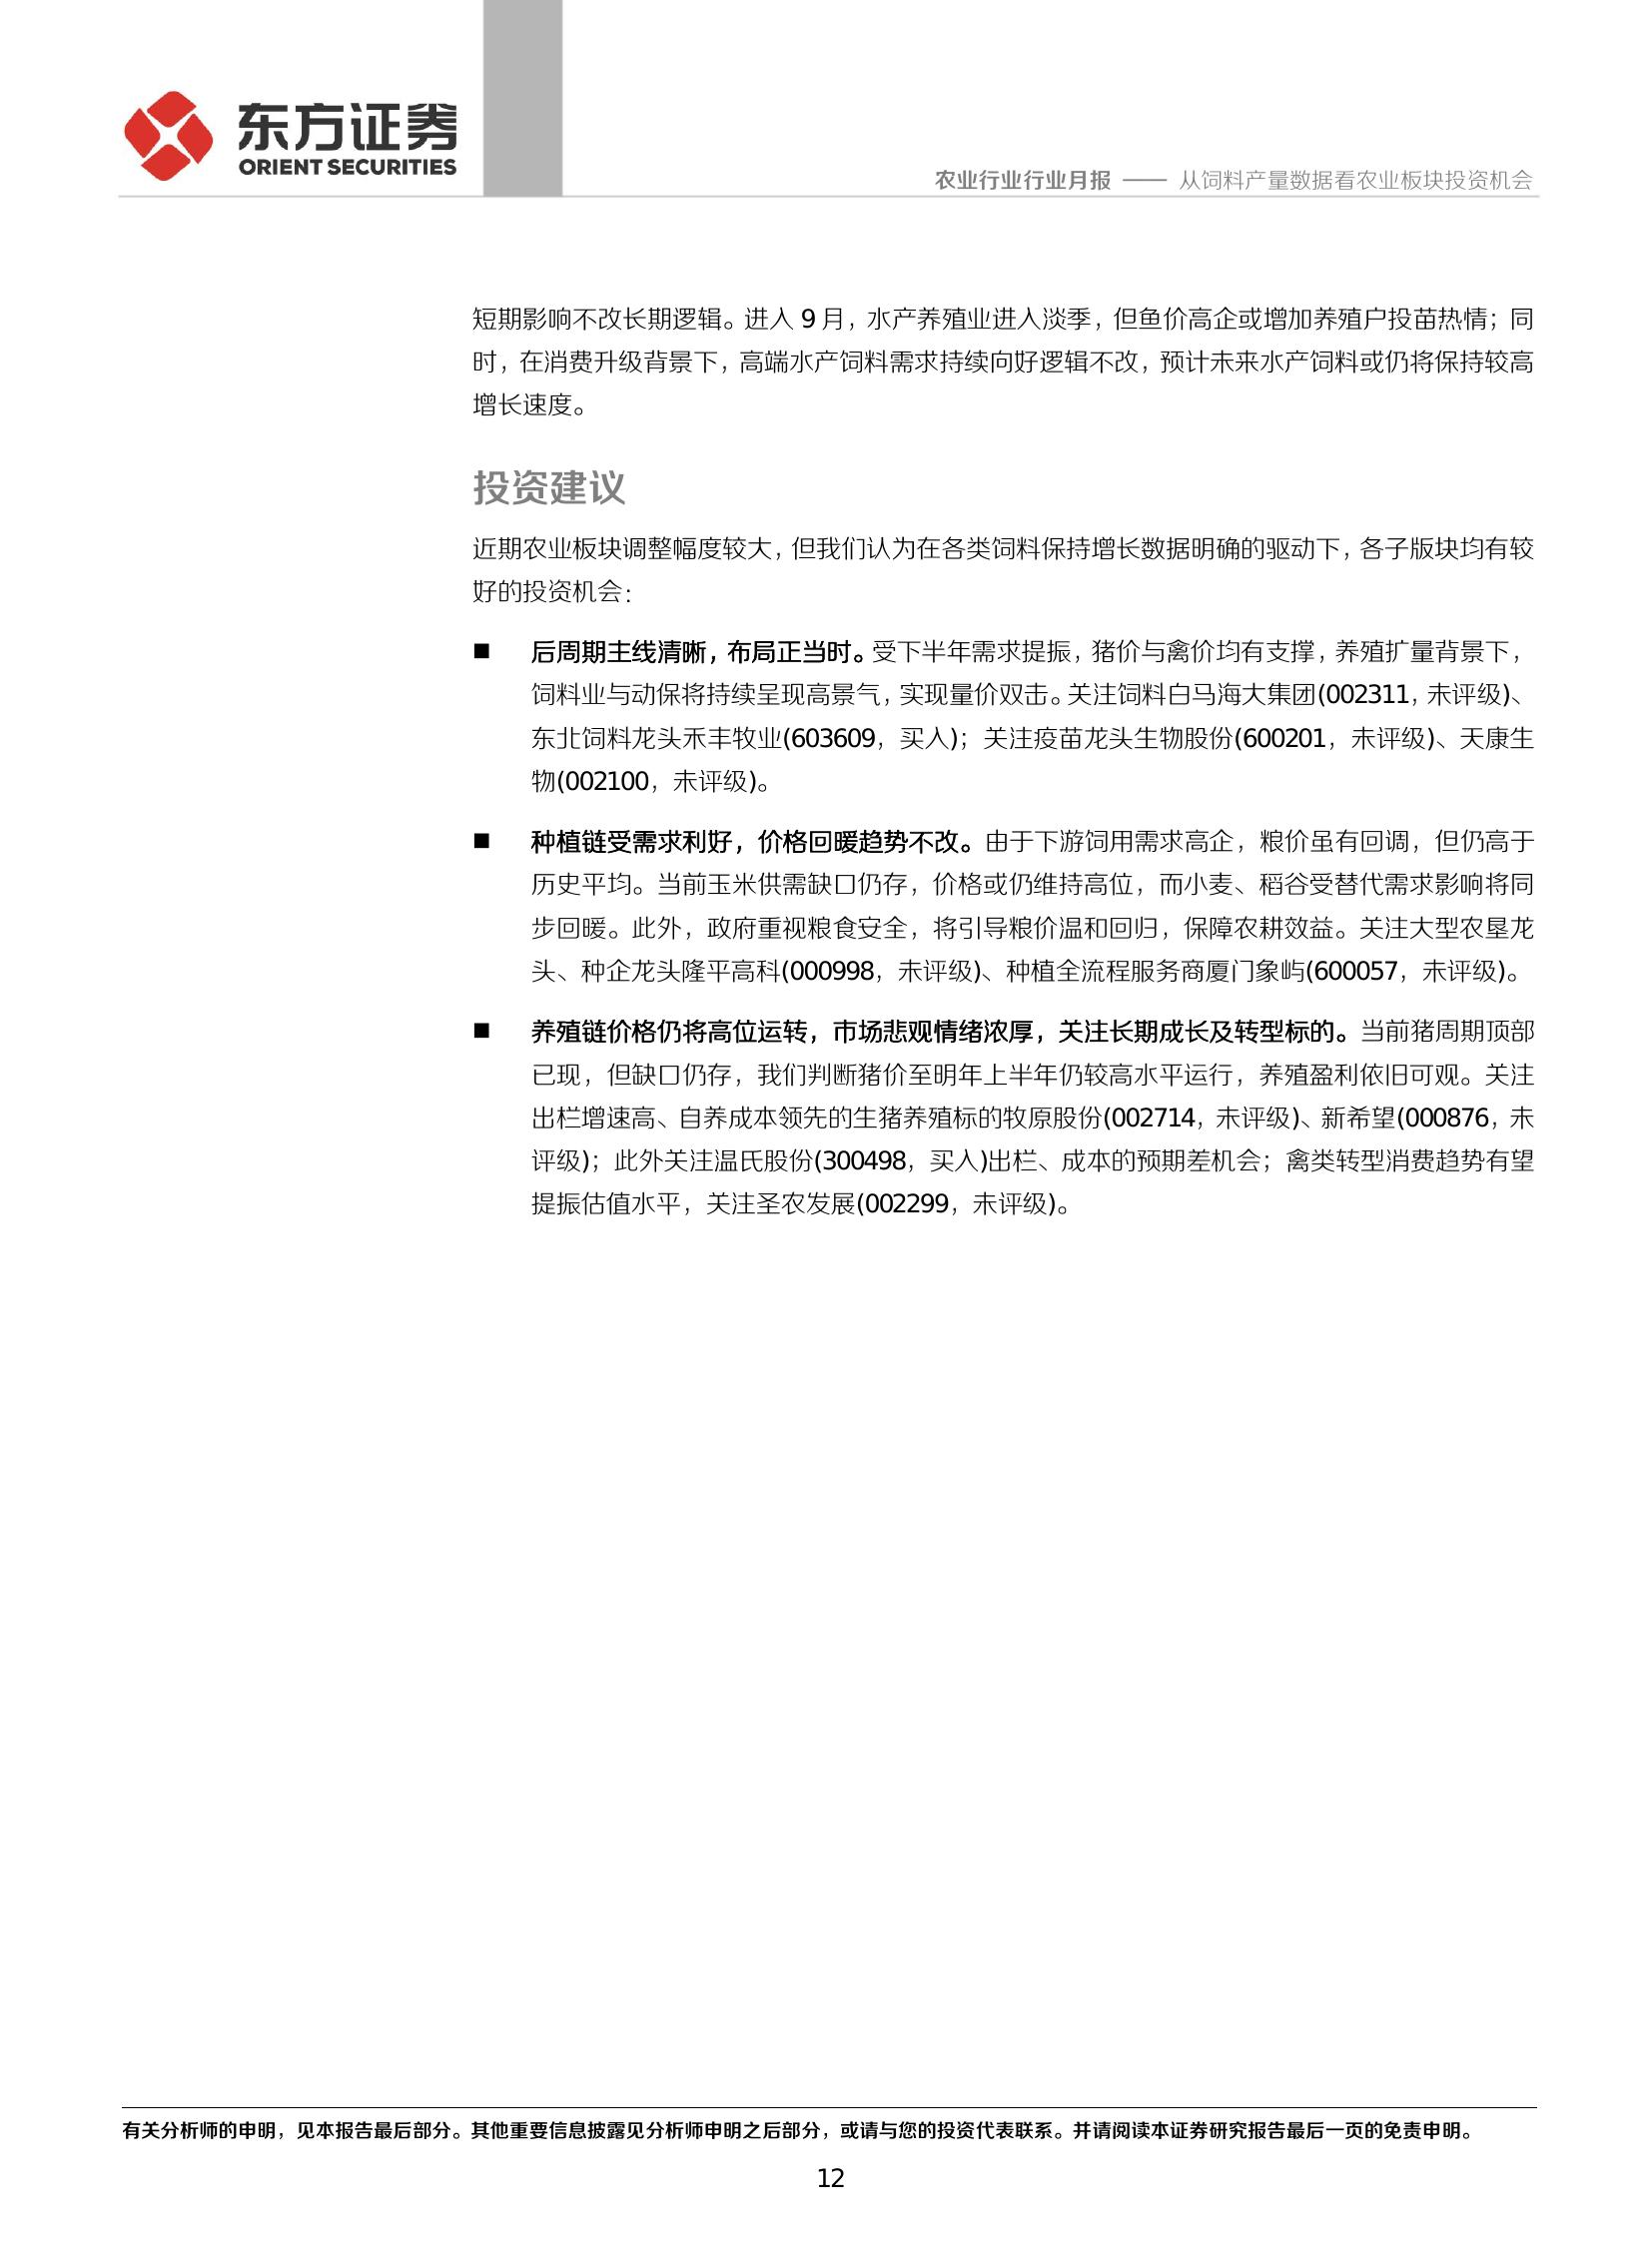 东方证券
ORIENT SECURITIES
农业行业行业月报 —— 从饲料产量数据看农业板块投资机会
短期影响不改长期逻辑。进入 9 月，水产养殖业进入淡季，但鱼价高企或增加养殖户投苗热情；同
时，在消费升级背景下，高端水产饲料需求持续向好逻辑不改，预计未来水产饲料或仍将保持较高
增长速度。
投资建议
近期农业板块调整幅度较大，但我们认为在各类饲料保持增长数据明确的驱动下，各子版块均有较
好的投资机会：
■ 后周期主线清晰，布局正当时。受下半年需求提振，猪价与禽价均有支撑，养殖扩量背景下，
饲料业与动保将持续呈现高景气，实现量价双击。关注饲料白马海大集团(002311，未评级)、
东北饲料龙头禾丰牧业(603609，买入)；关注疫苗龙头生物股份(600201，未评级)、天康生
物(002100，未评级)。
■ 种植链受需求利好，价格回暖趋势不改。由于下游饲用需求高企，粮价虽有回调，但仍高于
历史平均。当前玉米供需缺口仍存，价格或仍维持高位，而小麦、稻谷受替代需求影响将同
步回暖。此外，政府重视粮食安全，将引导粮价温和回归，保障农耕效益。关注大型农垦龙
头、种企龙头隆平高科(000998，未评级)、种植全流程服务商厦门象屿(600057，未评级)。
■ 养殖链价格仍将高位运转，市场悲观情绪浓厚，关注长期成长及转型标的。当前猪周期顶部
已现，但缺口仍存，我们判断猪价至明年上半年仍较高水平运行，养殖盈利依旧可观。关注
出栏增速高、自养成本领先的生猪养殖标的牧原股份(002714，未评级)、新希望(000876，未
评级)；此外关注温氏股份(300498，买入)出栏、成本的预期差机会；禽类转型消费趋势有望
提振估值水平，关注圣农发展(002299，未评级)。
有关分析师的申明，见本报告最后部分。其他重要信息披露见分析师申明之后部分，或请与您的投资代表联系。并请阅读本证券研究报告最后一页的免责申明。
12